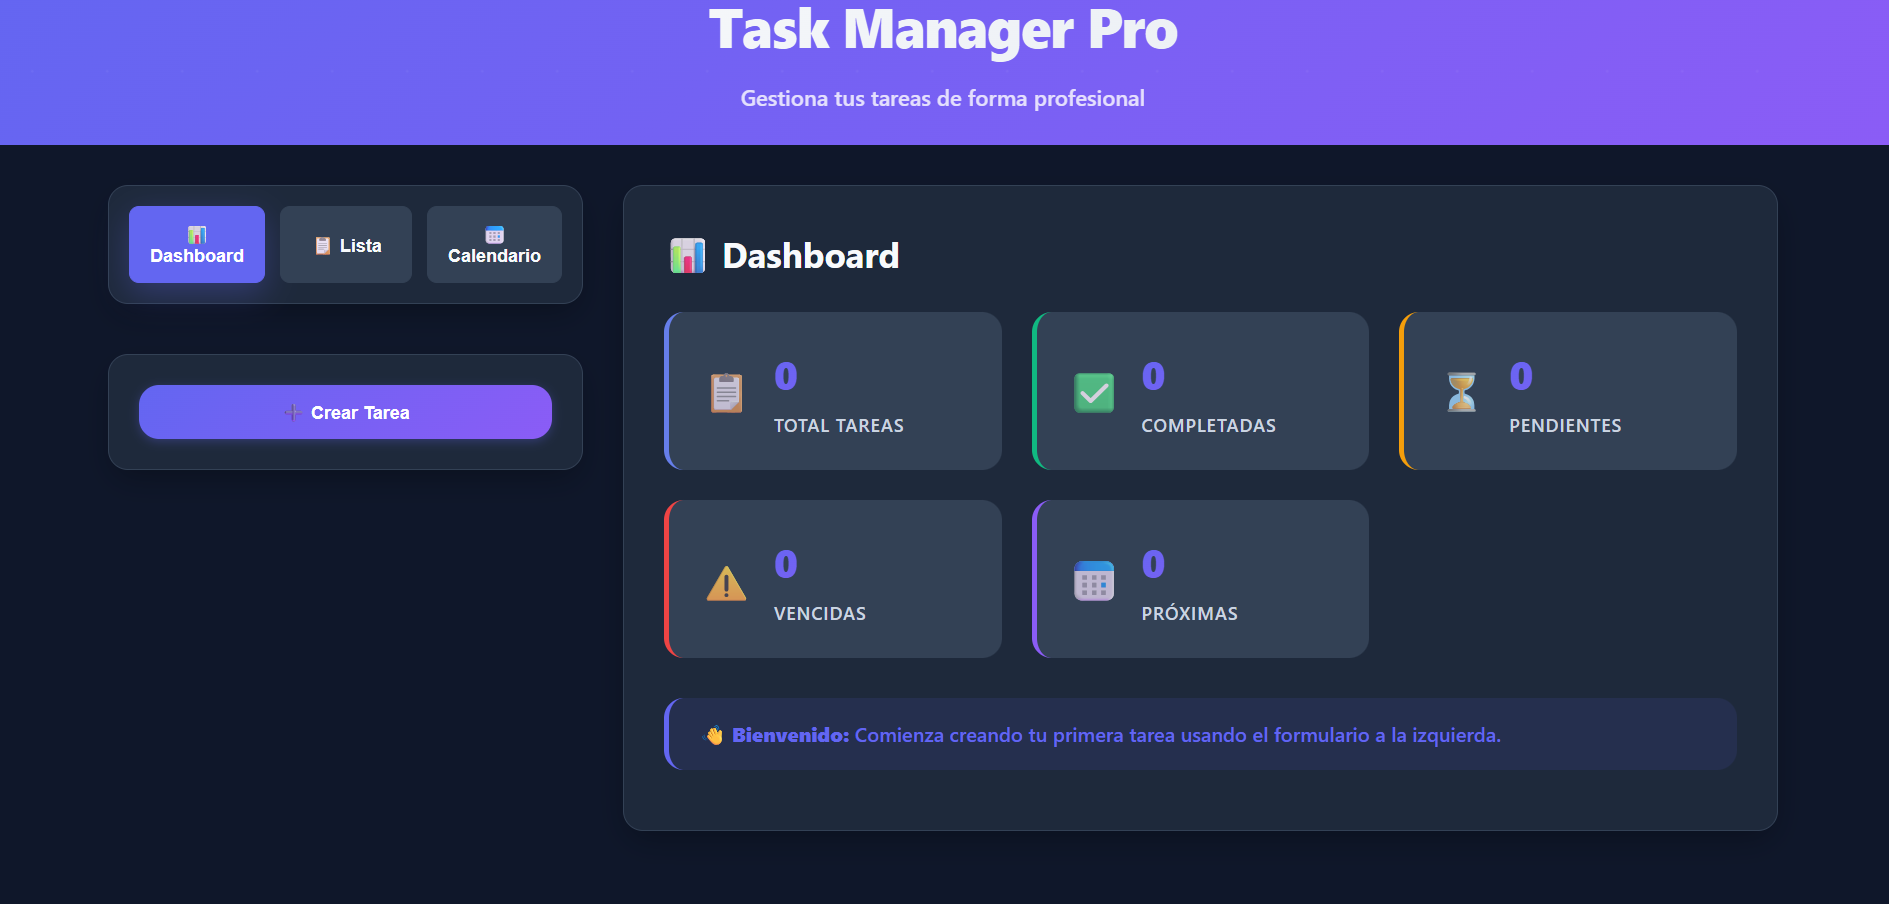 Task Manager Pro
Gestiona tus tareas de forma profesional
Dashboard
Lista
Calendario
Crear Tarea
Dashboard
0
TOTAL TAREAS
0
COMPLETADAS
0
PENDIENTES
0
VENCIDAS
0
PRÓXIMAS
Bienvenido: Comienza creando tu primera tarea usando el formulario a la izquierda.